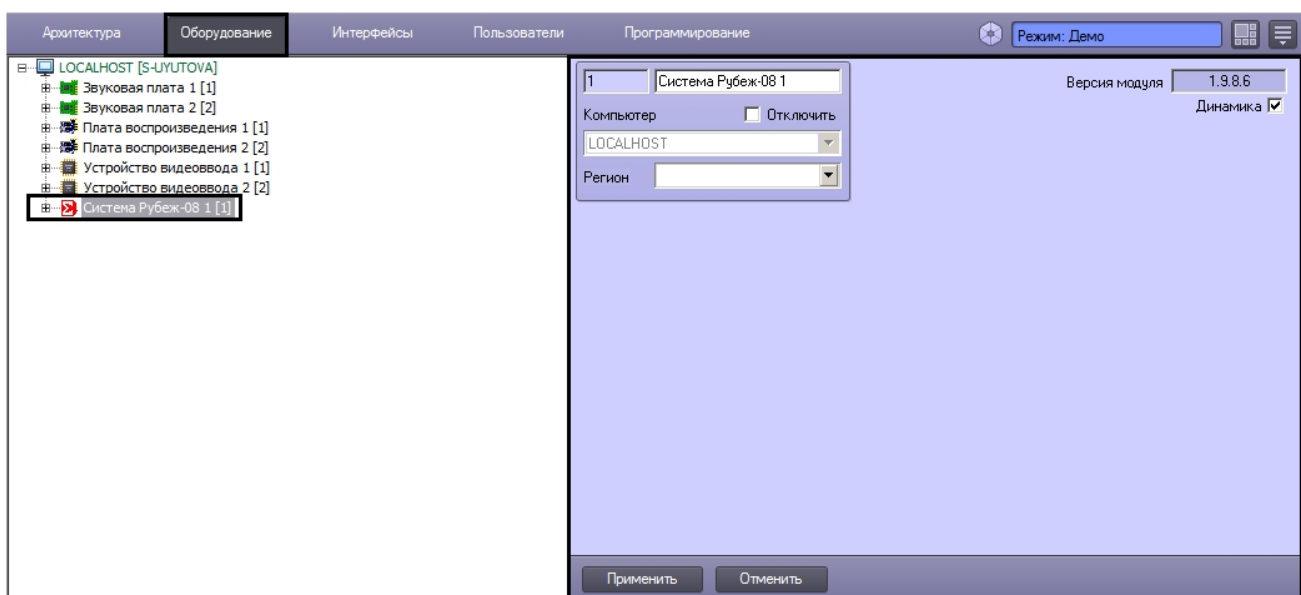 Архитектура Оборудование Интерфейсы Пользователи Программирование Режим: Демо
LOCALHOST [S-UYUTOVA]
Звуковая плата 1 [1]
Звуковая плата 2 [2]
Плата воспроизведения 1 [1]
Плата воспроизведения 2 [2]
Устройство видеоввода 1 [1]
Устройство видеоввода 2 [2]
Система Рубеж-08 1 [1]
1 Система Рубеж-08 1 Версия модуля 1.9.8.6
Компьютер Отключить Динамика
LOCALHOST
Регион
Применить Отменить